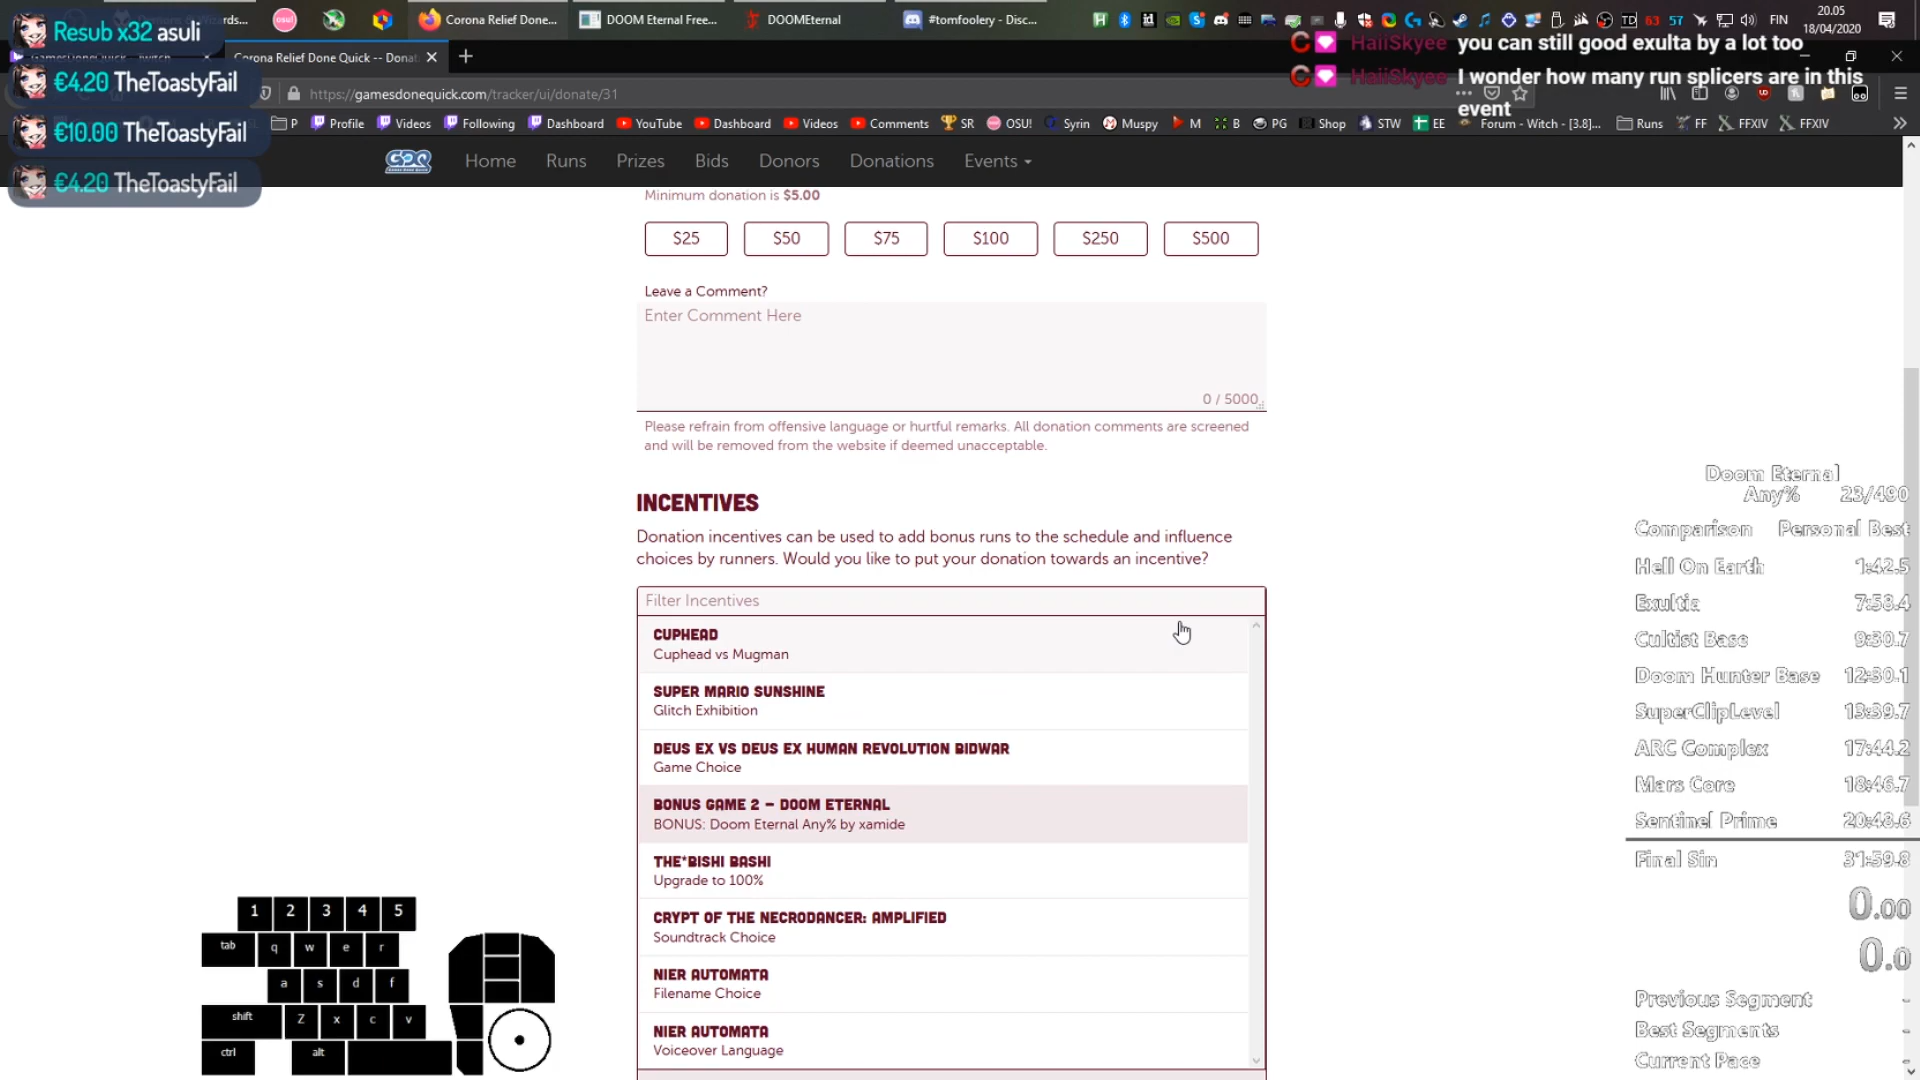 Resub x32 asuli
€4.20 TheToastyFail
€10.00 TheToastyFail
€4.20 TheToastyFail
Corona Relief Done...
DOOM Eternal Free...
DOOMEternal
#tomfoolery - Disc...
63 57
FIN
20.05
18/04/2020
HaiiSkyee you can still good exulta by a lot too
HaiiSkyee I wonder how many run splicers are in this
event
Corona Relief Done Quick -- Donat
https://gamesdonequick.com/tracker/ui/donate/31
P Profile Videos Following Dashboard YouTube Dashboard Videos Comments SR OSU! Syrin Muspy M B PG Shop STW EE Forum - Witch - [3.8]... Runs FF FFXIV FFXIV
GDQ Home Runs Prizes Bids Donors Donations Events
Minimum donation is $5.00
$25 $50 $75 $100 $250 $500
Leave a Comment?
Enter Comment Here
0 / 5000
Please refrain from offensive language or hurtful remarks. All donation comments are screened
and will be removed from the website if deemed unacceptable.
INCENTIVES
Donation incentives can be used to add bonus runs to the schedule and influence
choices by runners. Would you like to put your donation towards an incentive?
Filter Incentives
CUPHEAD
Cuphead vs Mugman
SUPER MARIO SUNSHINE
Glitch Exhibition
DEUS EX VS DEUS EX HUMAN REVOLUTION BIDWAR
Game Choice
BONUS GAME 2 - DOOM ETERNAL
BONUS: Doom Eternal Any% by xamide
THE*BISHI BASHI
Upgrade to 100%
CRYPT OF THE NECRODANCER: AMPLIFIED
Soundtrack Choice
NIER AUTOMATA
Filename Choice
NIER AUTOMATA
Voiceover Language
Doom Eternal
Any% 23/490
Comparison Personal Best
Hell On Earth 1:42.5
Exultia 7:58.4
Cultist Base 9:30.7
Doom Hunter Base 12:30.1
SuperClipLevel 13:39.7
ARC Complex 17:44.2
Mars Core 18:46.7
Sentinel Prime 20:48.6
Final Sin 31:59.8
0.00
0.0
Previous Segment -
Best Segments -
Current Pace -
1 2 3 4 5
tab q w e r
a s d f
shift Z x c v
ctrl alt